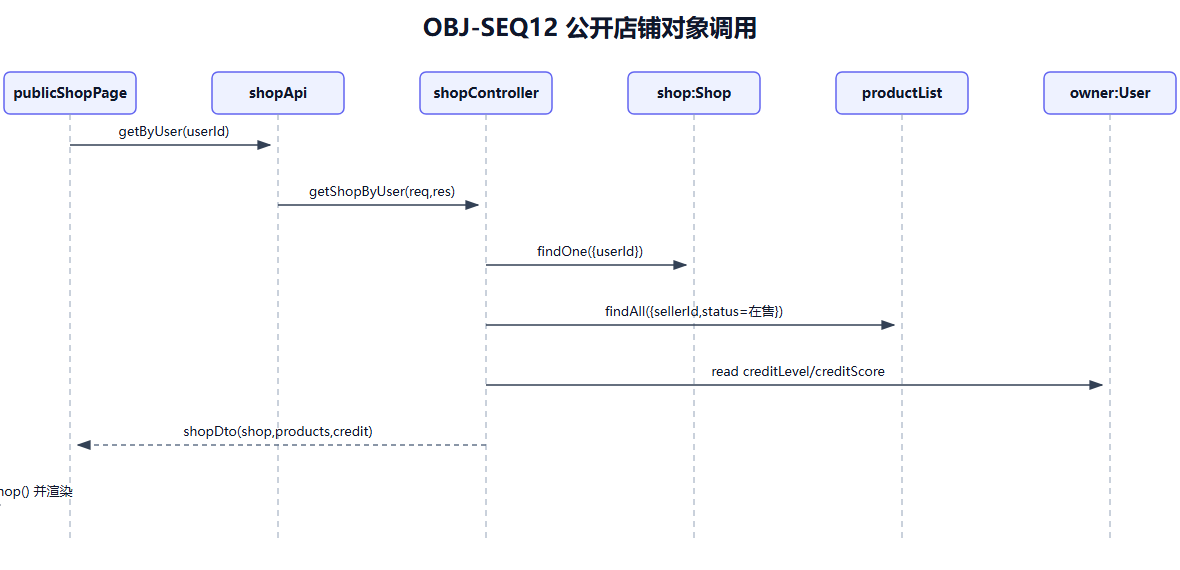 OBJ-SEQ12 公开店铺对象调用
publicShopPage
shopApi
shopController
shop:Shop
productList
owner:User
getByUser(userId)
getShopByUser(req,res)
findOne({userId})
findAll({sellerId,status=在售})
read creditLevel/creditScore
shopDto(shop,products,credit)
hop() 并渲染